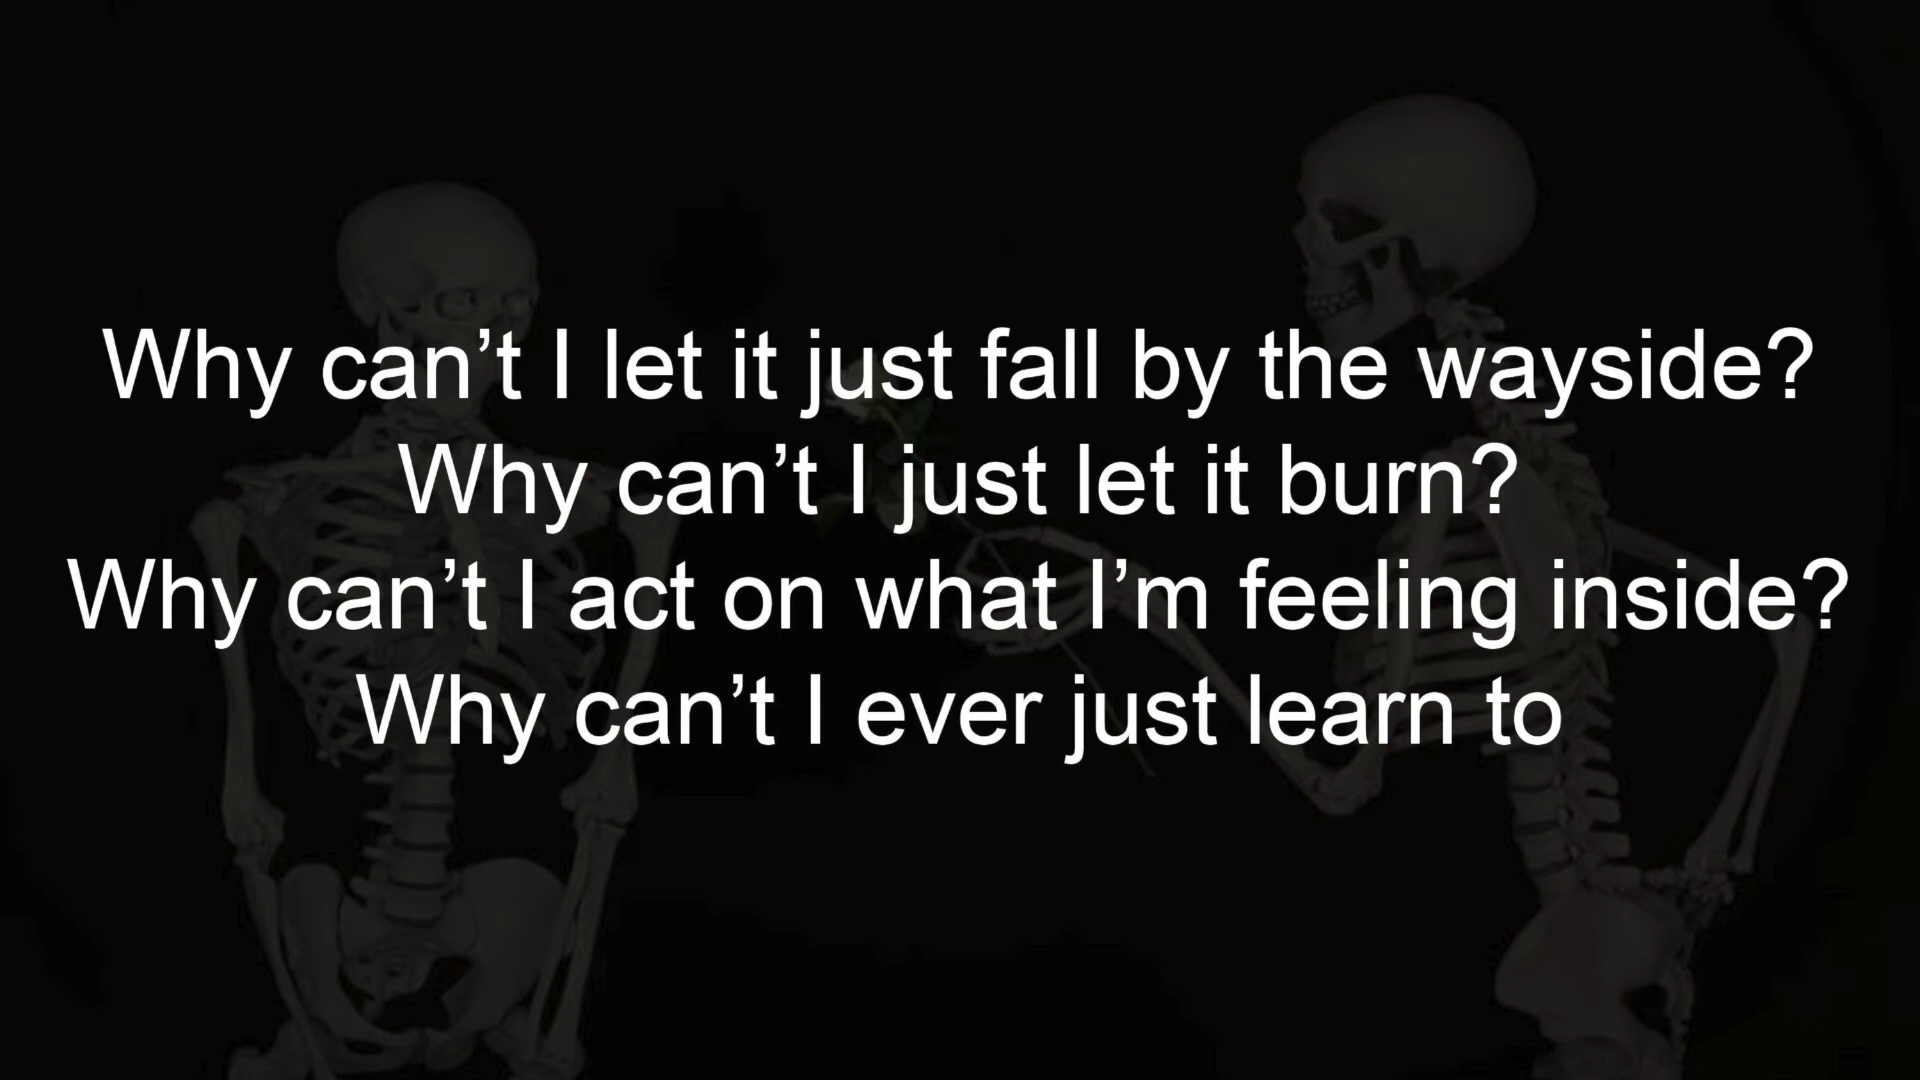 Why can’t I let it just fall by the wayside?
Why can’t I just let it burn?
Why can’t I act on what I’m feeling inside?
Why can’t I ever just learn to